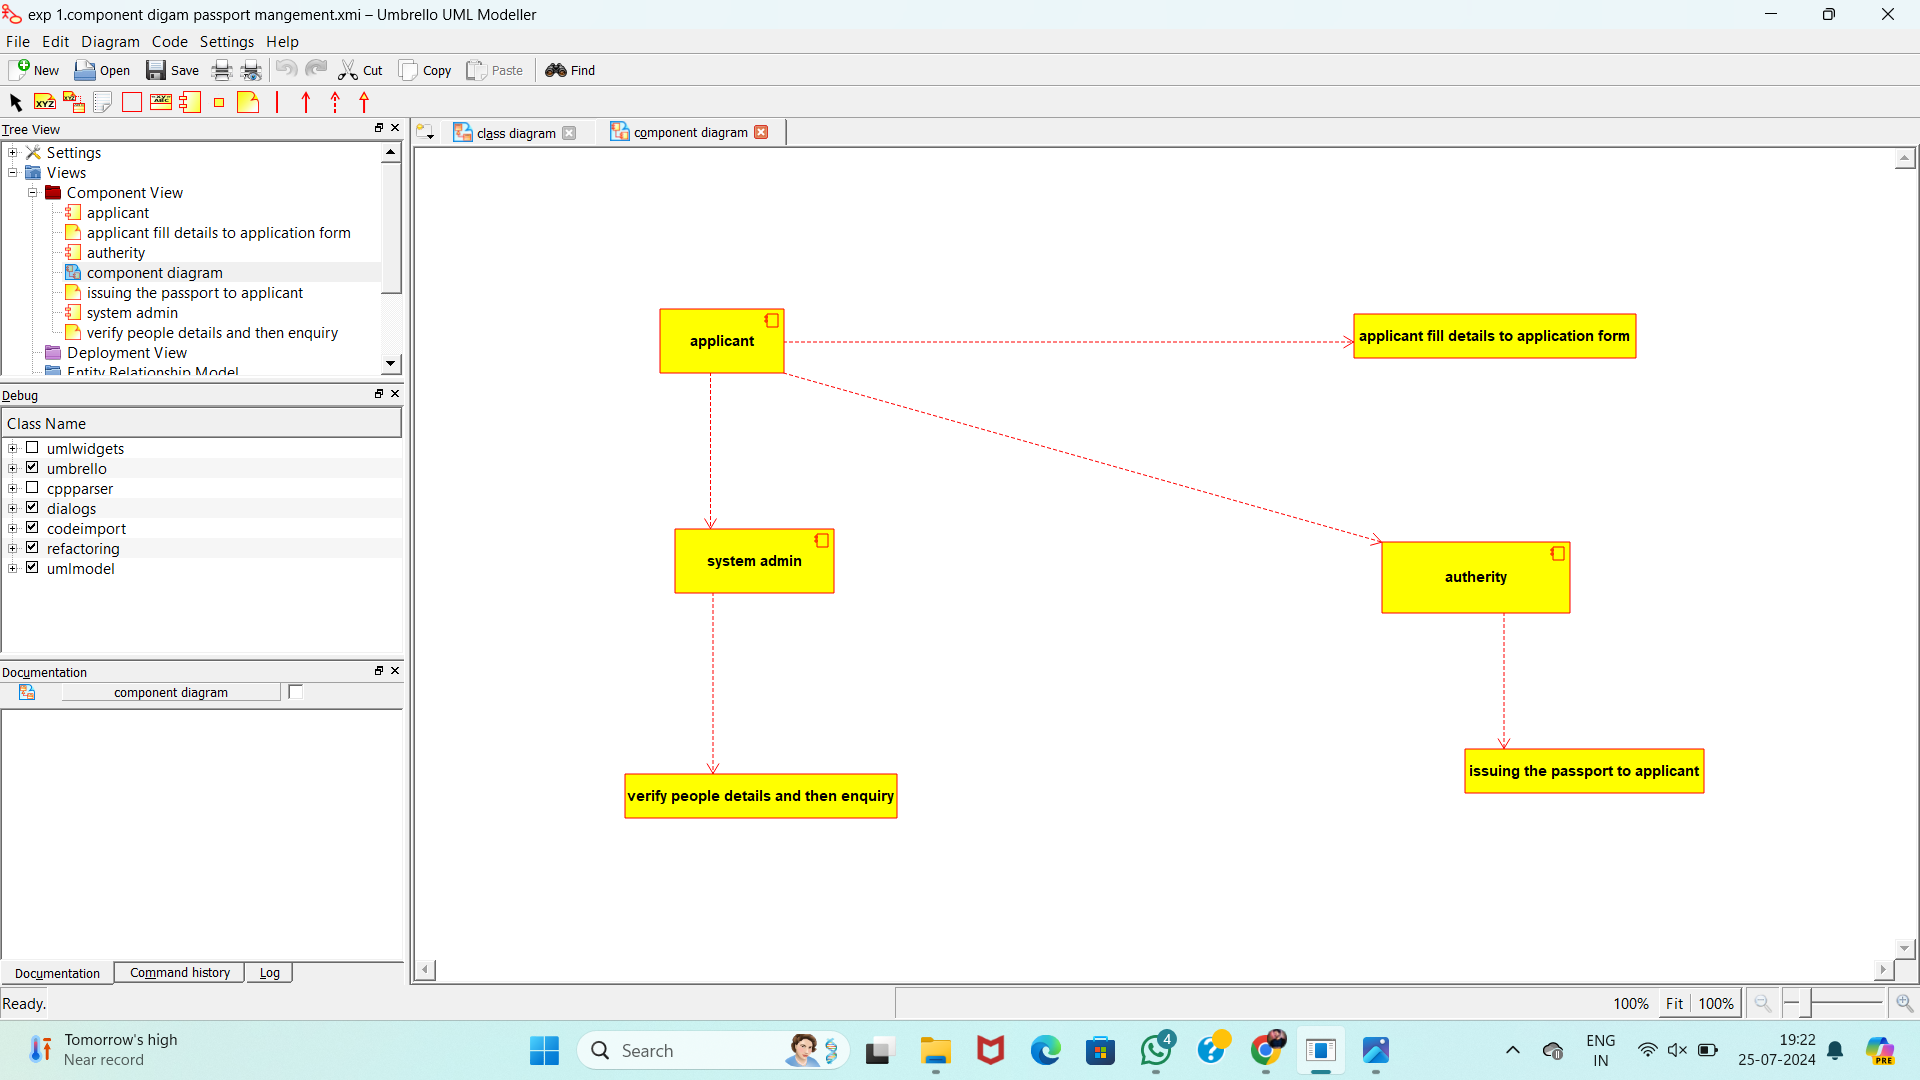 exp 1.component digam passport mangement.xmi – Umbrello UML Modeller
File Edit Diagram Code Settings Help
New Open Save Cut Copy Paste Find
XYZ XYZ ABC
Tree View
class diagram component diagram
Settings
Views
Component View
applicant
applicant fill details to application form
autherity
component diagram
issuing the passport to applicant
system admin
verify people details and then enquiry
Deployment View
Entity Relationship Model
Debug
Class Name
umlwidgets
umbrello
cppparser
dialogs
codeimport
refactoring
umlmodel
Documentation
component diagram
Documentation Command history Log
applicant
applicant fill details to application form
system admin
autherity
verify people details and then enquiry
issuing the passport to applicant
Ready.
100% Fit 100%
Tomorrow's high
Near record
Search
4
ENG
IN
19:22
25-07-2024
PRE